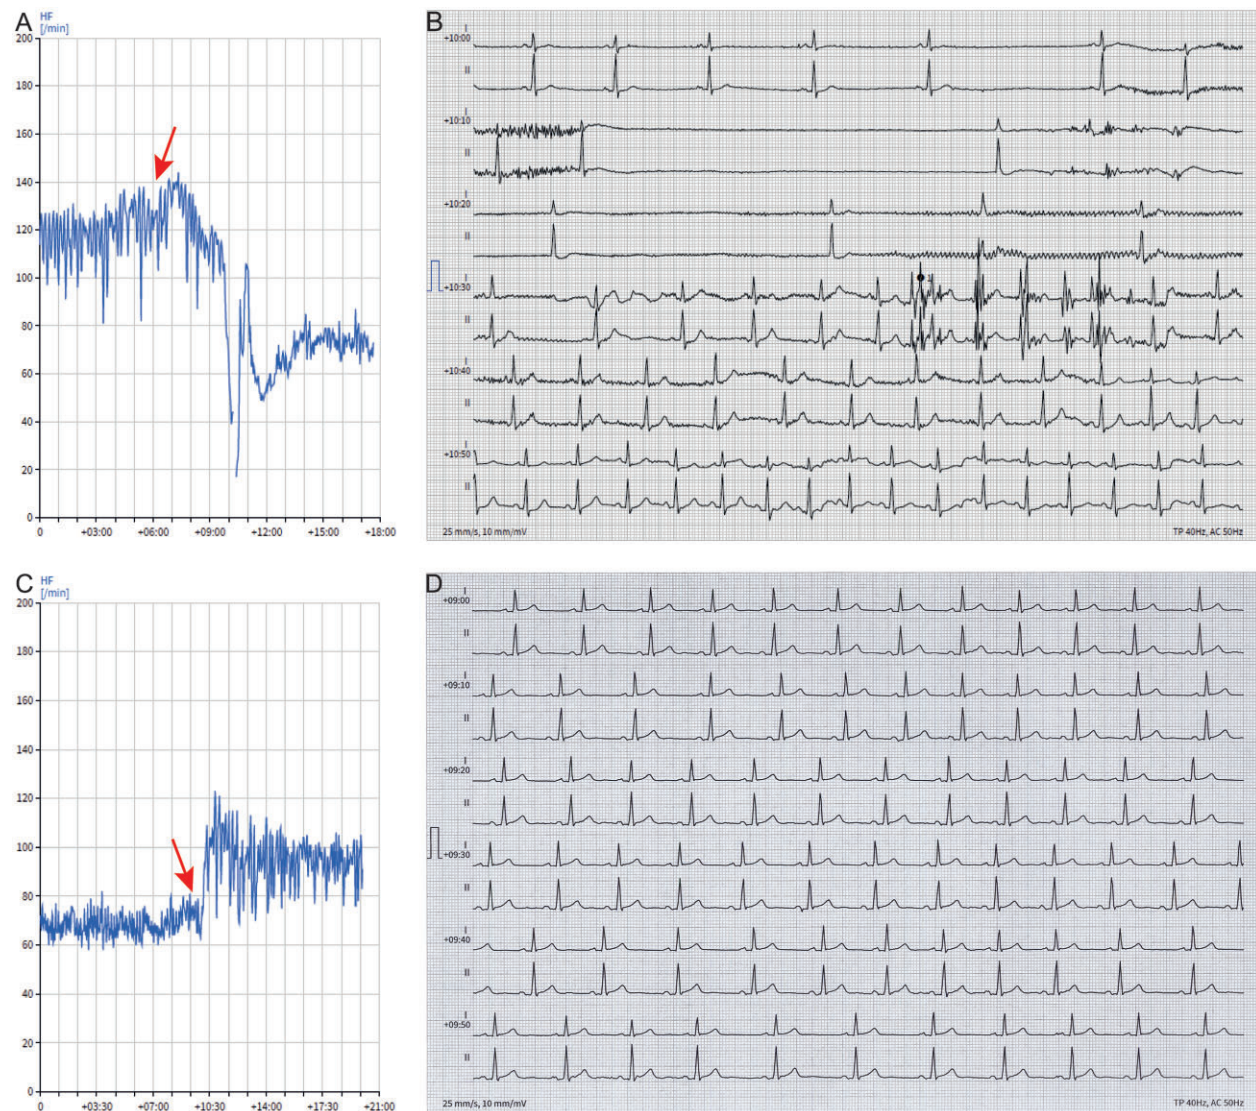 A
HF
[/min]
200
180
160
140
120
100
80
60
40
20
0
0 +03:00 +06:00 +09:00 +12:00 +15:00 +18:00
B
I
+10:00
II
I
+10:10
II
I
+10:20
II
I
+10:30
II
I
+10:40
II
I
+10:50
II
25 mm/s, 10 mm/mV TP 40Hz, AC 50Hz
C
HF
[/min]
200
180
160
140
120
100
80
60
40
20
0
0 +03:30 +07:00 +10:30 +14:00 +17:30 +21:00
D
I
+09:00
II
I
+09:10
II
I
+09:20
II
I
+09:30
II
I
+09:40
II
I
+09:50
II
25 mm/s, 10 mm/mV TP 40Hz, AC 50Hz